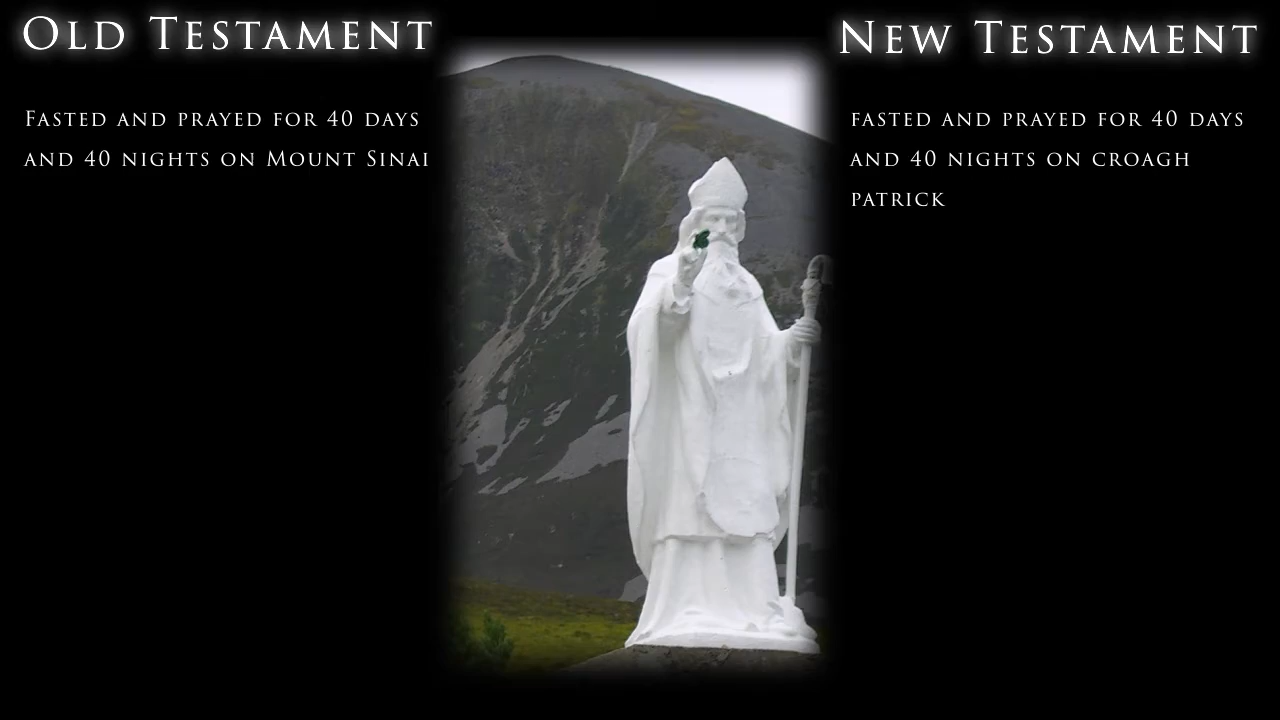 Old Testament
Fasted and prayed for 40 days
and 40 nights on Mount Sinai
New Testament
fasted and prayed for 40 days
and 40 nights on croagh
patrick